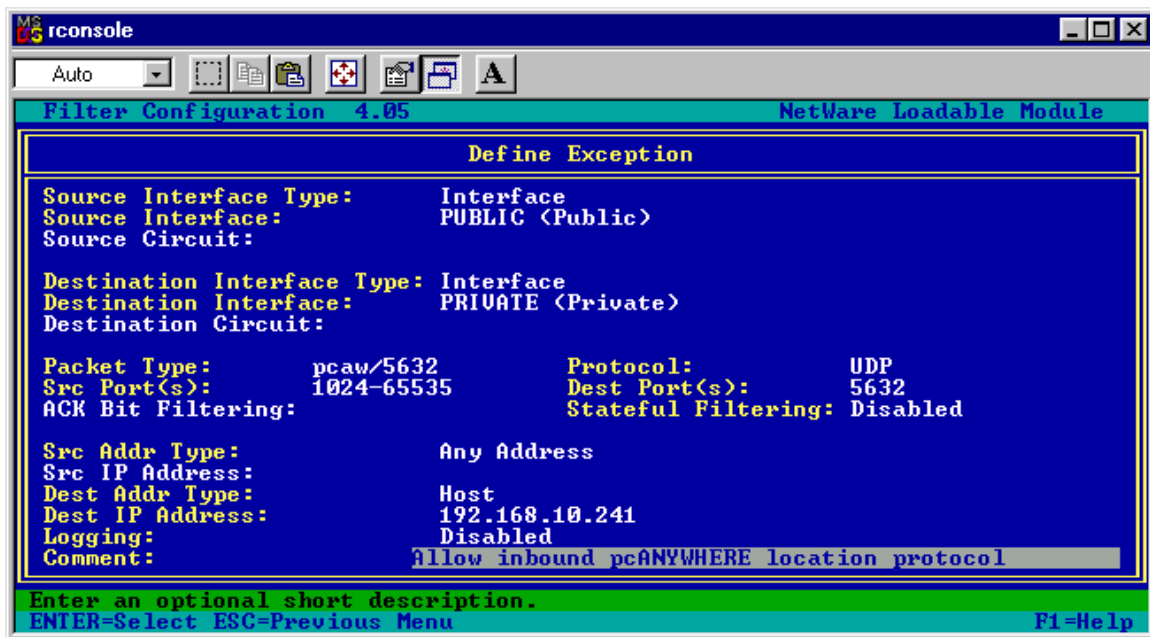 rconsole
Auto
A
Filter Configuration 4.05 NetWare Loadable Module
Define Exception
Source Interface Type: Interface
Source Interface: PUBLIC (Public)
Source Circuit:
Destination Interface Type: Interface
Destination Interface: PRIVATE (Private)
Destination Circuit:
Packet Type: pcaw/5632 Protocol: UDP
Src Port(s): 1024-65535 Dest Port(s): 5632
ACK Bit Filtering: Stateful Filtering: Disabled
Src Addr Type: Any Address
Src IP Address:
Dest Addr Type: Host
Dest IP Address: 192.168.10.241
Logging: Disabled
Comment: Allow inbound pcANYWHERE location protocol
Enter an optional short description.
ENTER=Select ESC=Previous Menu F1=Help